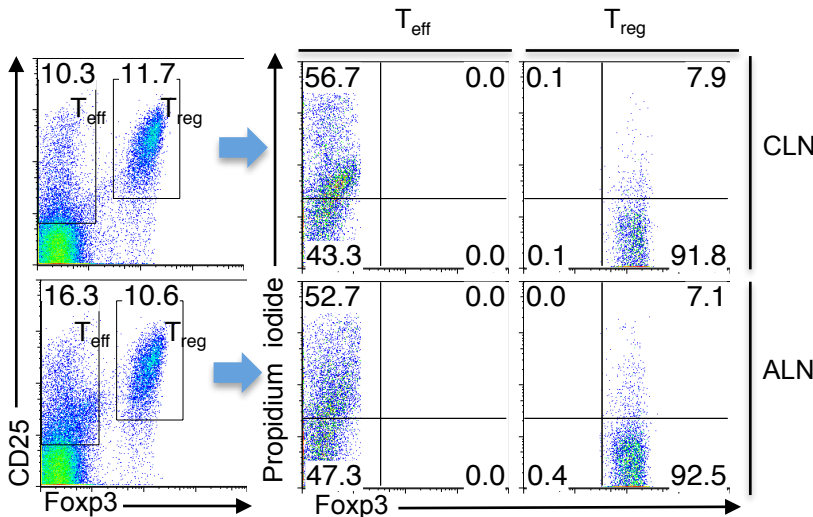 Teff Treg
10.3 11.7
Teff Treg
56.7 0.0
43.3 0.0
0.1 7.9
0.1 91.8
CLN
16.3 10.6
Teff Treg
52.7 0.0
47.3 0.0
0.0 7.1
0.4 92.5
ALN
CD25
Foxp3
Propidium iodide
Foxp3